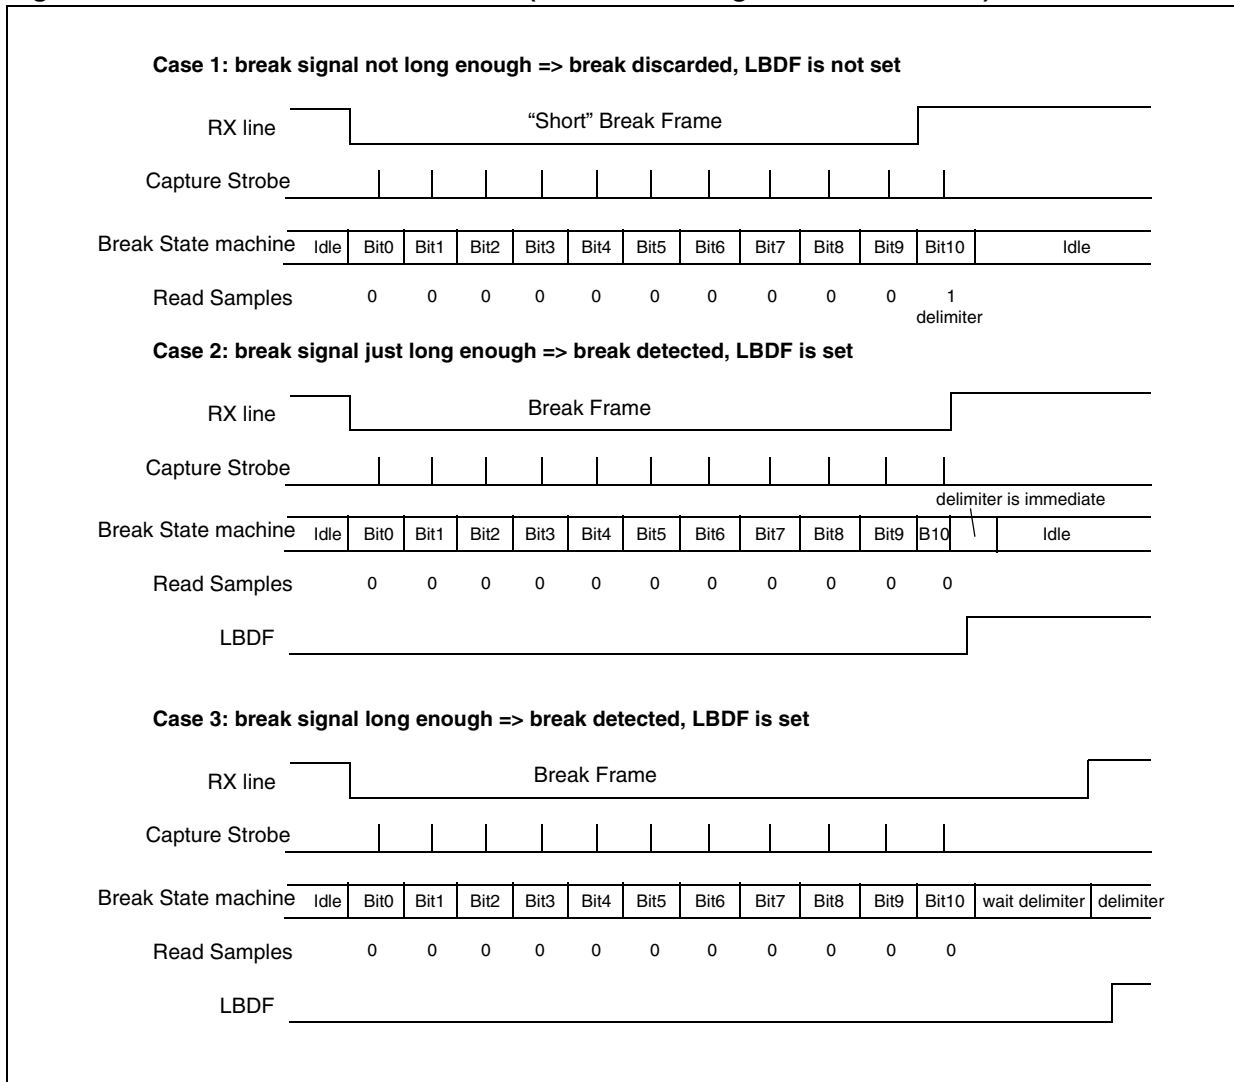 Case 1: break signal not long enough => break discarded, LBDF is not set
RX line
“Short” Break Frame
Capture Strobe
Break State machine Idle Bit0 Bit1 Bit2 Bit3 Bit4 Bit5 Bit6 Bit7 Bit8 Bit9 Bit10 Idle
Read Samples 0 0 0 0 0 0 0 0 0 0 1
delimiter
Case 2: break signal just long enough => break detected, LBDF is set
RX line
Break Frame
Capture Strobe
delimiter is immediate
Break State machine Idle Bit0 Bit1 Bit2 Bit3 Bit4 Bit5 Bit6 Bit7 Bit8 Bit9 B10 Idle
Read Samples 0 0 0 0 0 0 0 0 0 0 0
LBDF
Case 3: break signal long enough => break detected, LBDF is set
RX line
Break Frame
Capture Strobe
Break State machine Idle Bit0 Bit1 Bit2 Bit3 Bit4 Bit5 Bit6 Bit7 Bit8 Bit9 Bit10 wait delimiter delimiter
Read Samples 0 0 0 0 0 0 0 0 0 0 0
LBDF